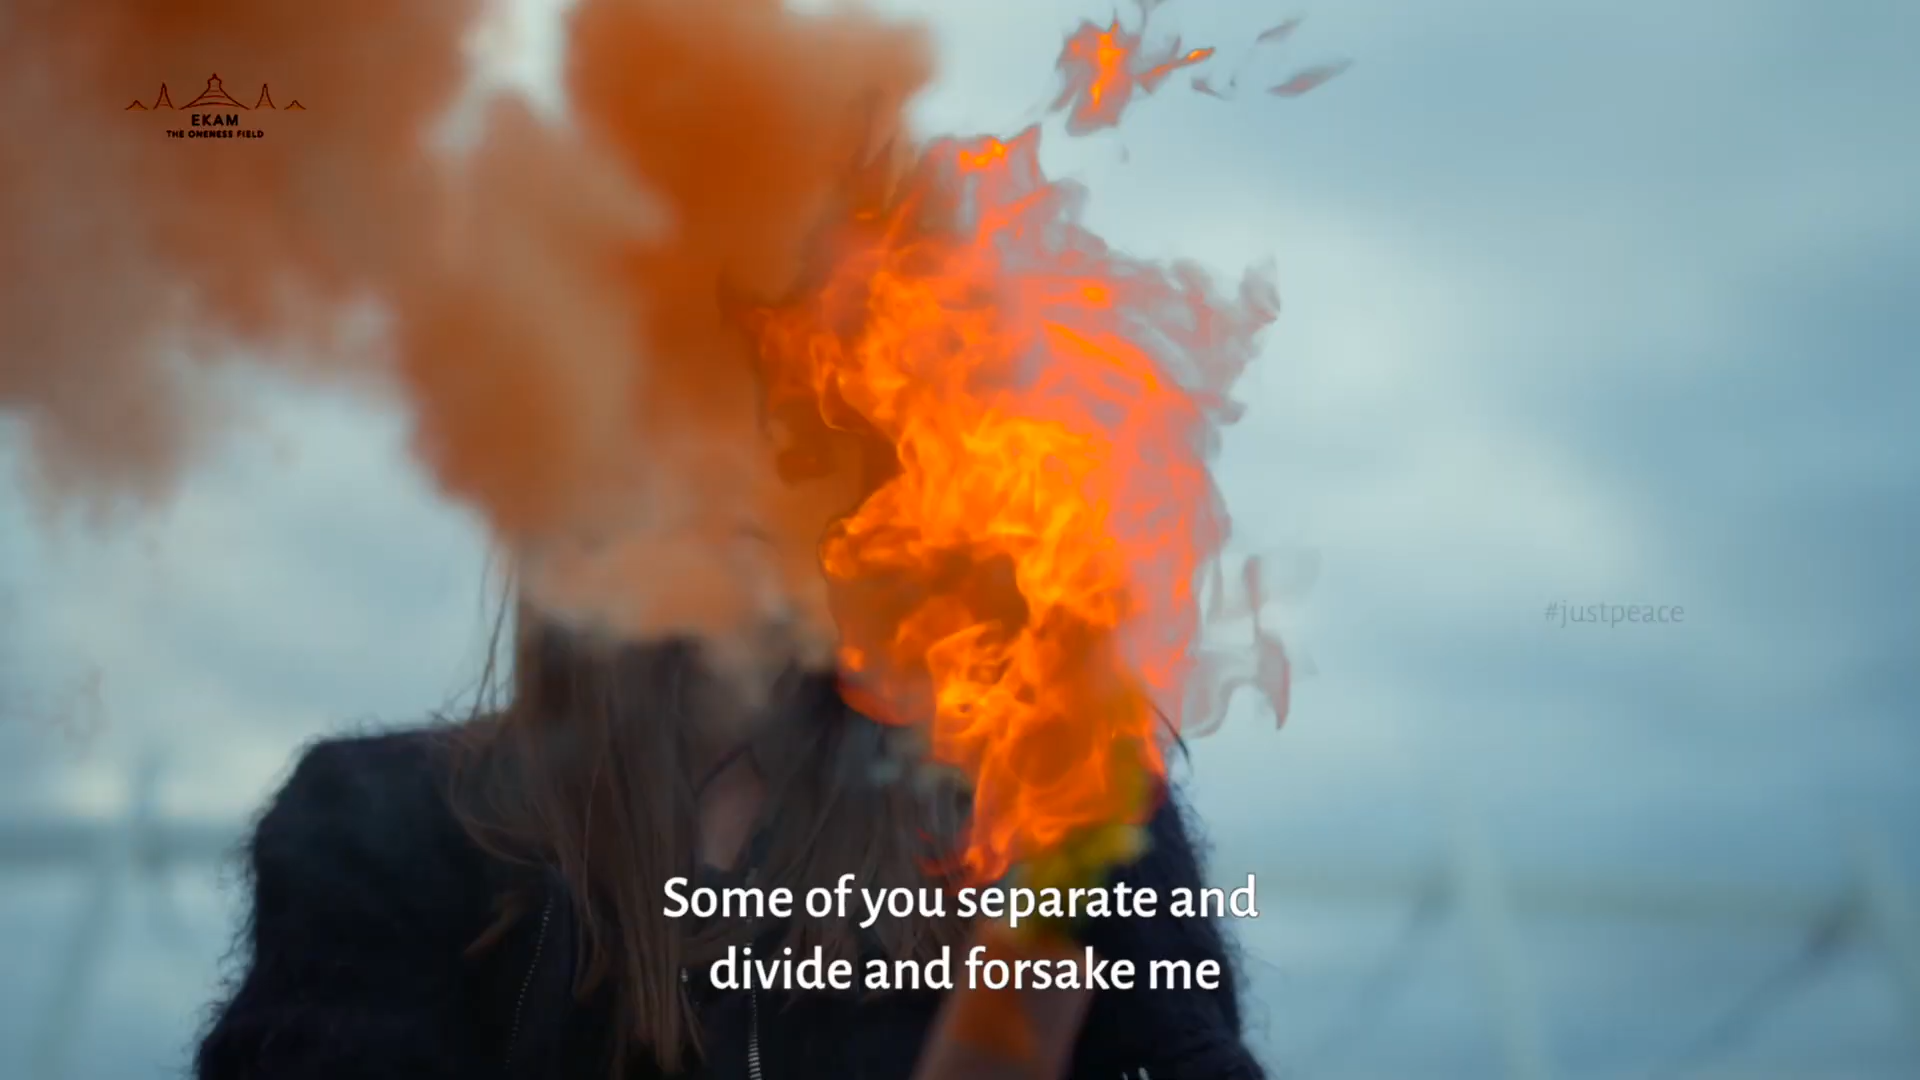 EKAM
THE ONENESS FIELD
#justpeace
Some of you separate and
divide and forsake me